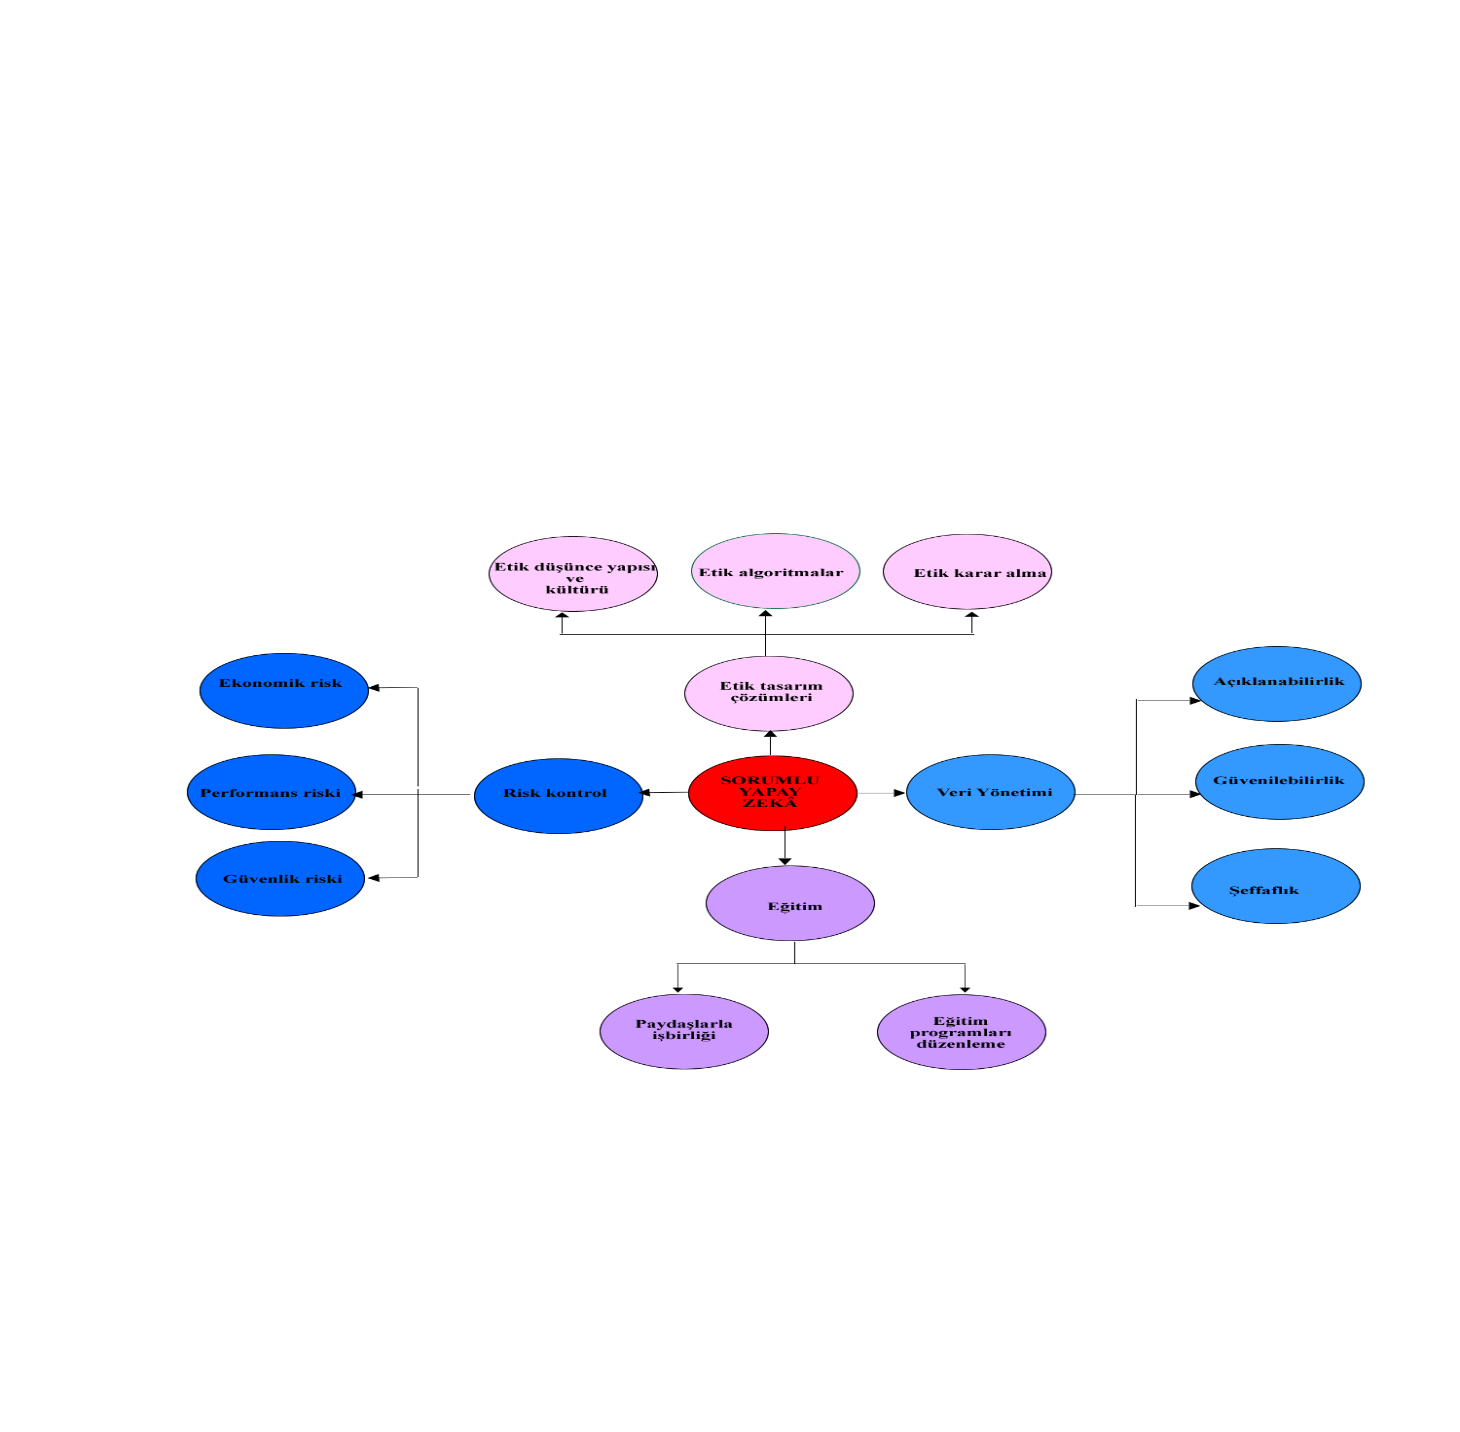 Etik düşünce yapısı
ve
kültürü
Etik algoritmalar
Etik karar alma
Etik tasarım
çözümleri
Ekonomik risk
Performans riski
Güvenlik riski
Risk kontrol
SORUMLU
YAPAY
ZEKÂ
Veri Yönetimi
Açıklanabilirlik
Güvenilebilirlik
Şeffaflık
Eğitim
Paydaşlarla
işbirliği
Eğitim
programları
düzenleme